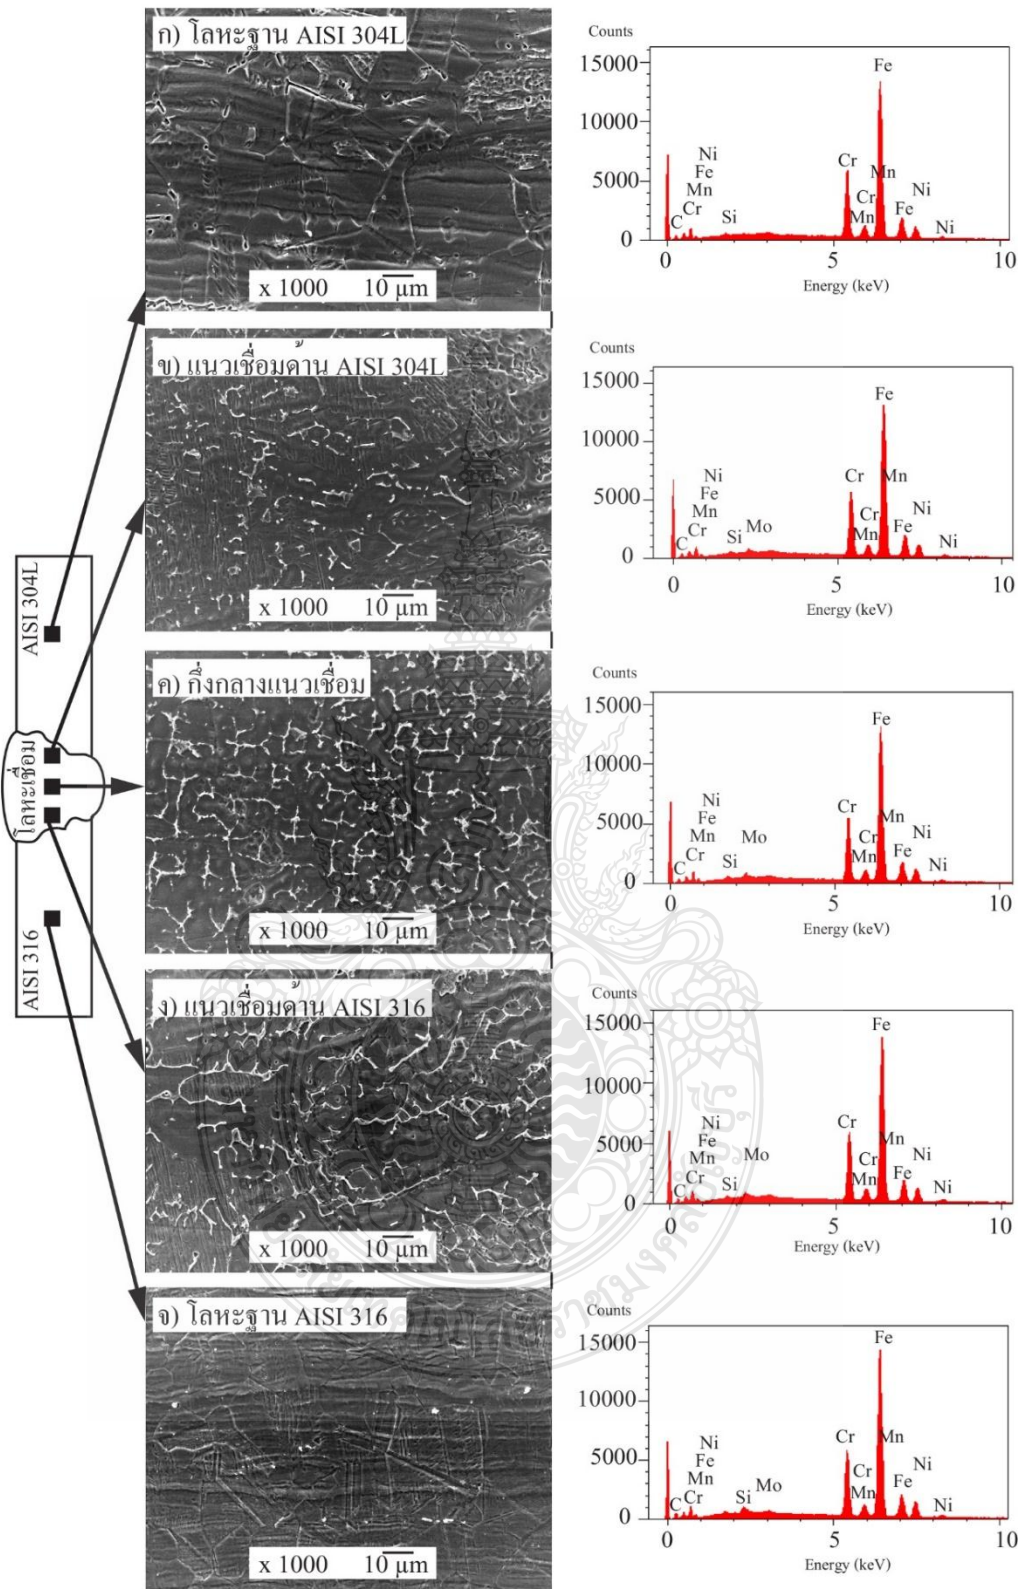 ก) โลหะฐาน AISI 304L
x 1000 10 µm
Counts
15000
10000
5000
0
Fe
Cr
Mn
Ni
Fe
Mn
Cr
C
Si
Cr
Mn
Fe
Ni
Ni
0 5 10
Energy (keV)
ข) แนวเชื่อมด้าน AISI 304L
x 1000 10 µm
Counts
15000
10000
5000
0
Fe
Cr
Mn
Ni
Fe
Mn
Cr
C
Si
Mo
Cr
Mn
Fe
Ni
Ni
0 5 10
Energy (keV)
AISI 304L
โลหะเชื่อม
AISI 316
ค) กึ่งกลางแนวเชื่อม
x 1000 10 µm
Counts
15000
10000
5000
0
Fe
Cr
Mn
Ni
Fe
Mn
Cr
C
Si
Mo
Cr
Mn
Fe
Ni
Ni
0 5 10
Energy (keV)
ง) แนวเชื่อมด้าน AISI 316
x 1000 10 µm
Counts
15000
10000
5000
0
Fe
Cr
Mn
Ni
Fe
Mn
Cr
C
Si
Mo
Cr
Mn
Fe
Ni
Ni
0 5 10
Energy (keV)
จ) โลหะฐาน AISI 316
x 1000 10 µm
Counts
15000
10000
5000
0
Fe
Cr
Mn
Ni
Fe
Mn
Cr
C
Si
Mo
Cr
Mn
Fe
Ni
Ni
0 5 10
Energy (keV)